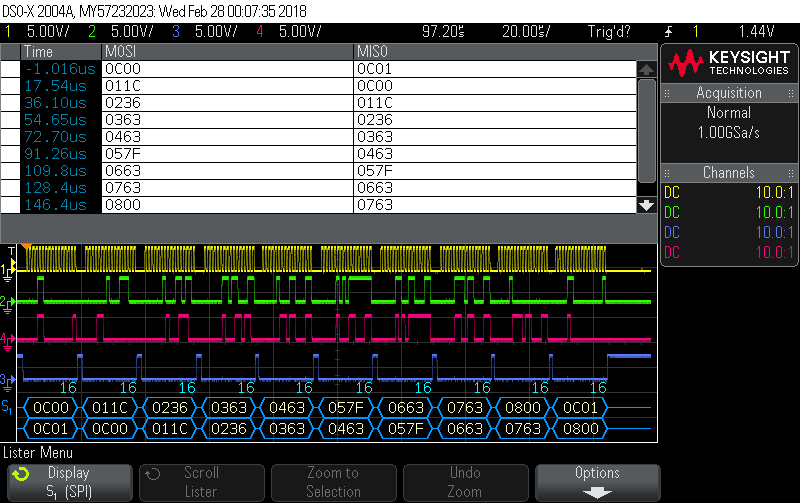 DSO-X 2004A, MY57232023: Wed Feb 28 00:07:35 2018
1 5.00V/ 2 5.00V/ 3 5.00V/ 4 5.00V/ 97.20s 20.00s/ Trig'd? 1 1.44V
Time MOSI MISO
-1.016us 0C00 0C01
17.54us 011C 0C00
36.10us 0236 011C
54.65us 0363 0236
72.70us 0463 0363
91.26us 057F 0463
109.8us 0663 057F
128.4us 0763 0663
146.4us 0800 0763
KEYSIGHT
TECHNOLOGIES
Acquisition
Normal
1.00GSa/s
Channels
DC 10.0:1
DC 10.0:1
DC 10.0:1
DC 10.0:1
T
1
2
4
3
16 16 16 16 16 16 16 16 16 16
S1
0C00 011C 0236 0363 0463 057F 0663 0763 0800 0C01
0C01 0C00 011C 0236 0363 0463 057F 0663 0763 0800
Lister Menu
Display
S1 (SPI)
Scroll
Lister
Zoom to
Selection
Undo
Zoom
Options